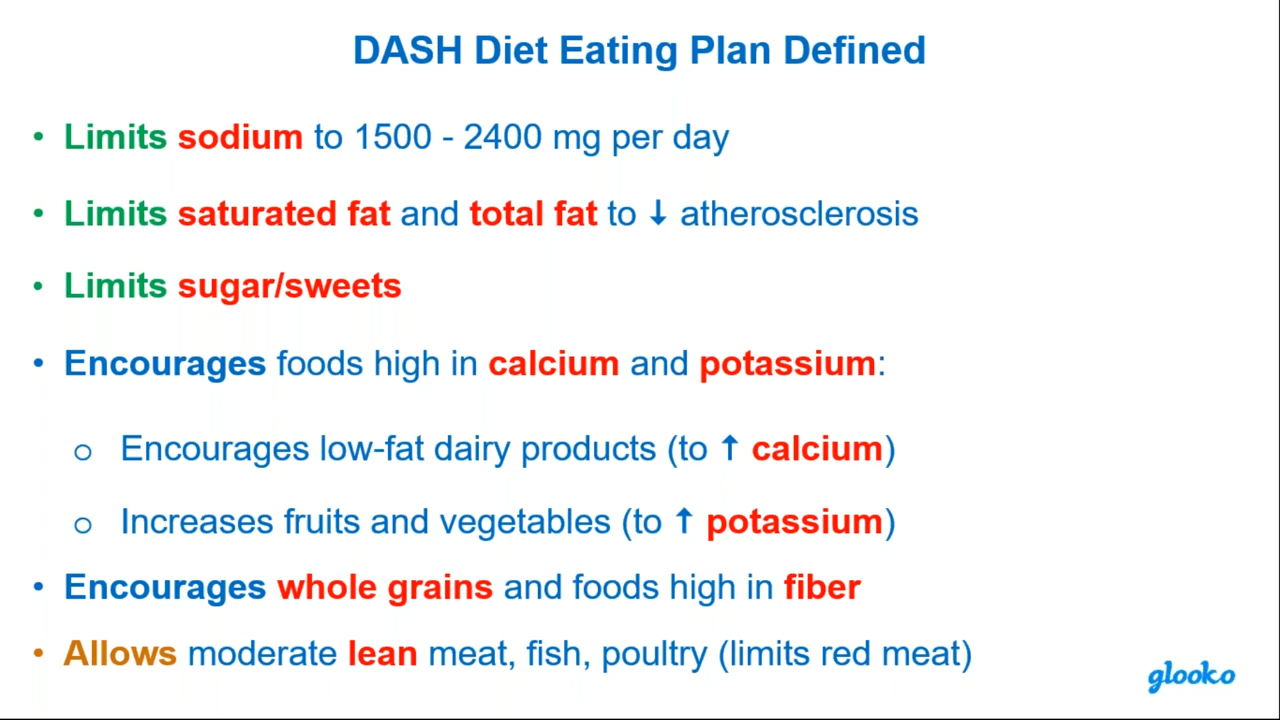 DASH Diet Eating Plan Defined
• Limits sodium to 1500 - 2400 mg per day
• Limits saturated fat and total fat to ↓ atherosclerosis
• Limits sugar/sweets
• Encourages foods high in calcium and potassium:
o Encourages low-fat dairy products (to ↑ calcium)
o Increases fruits and vegetables (to ↑ potassium)
• Encourages whole grains and foods high in fiber
• Allows moderate lean meat, fish, poultry (limits red meat)
glooko